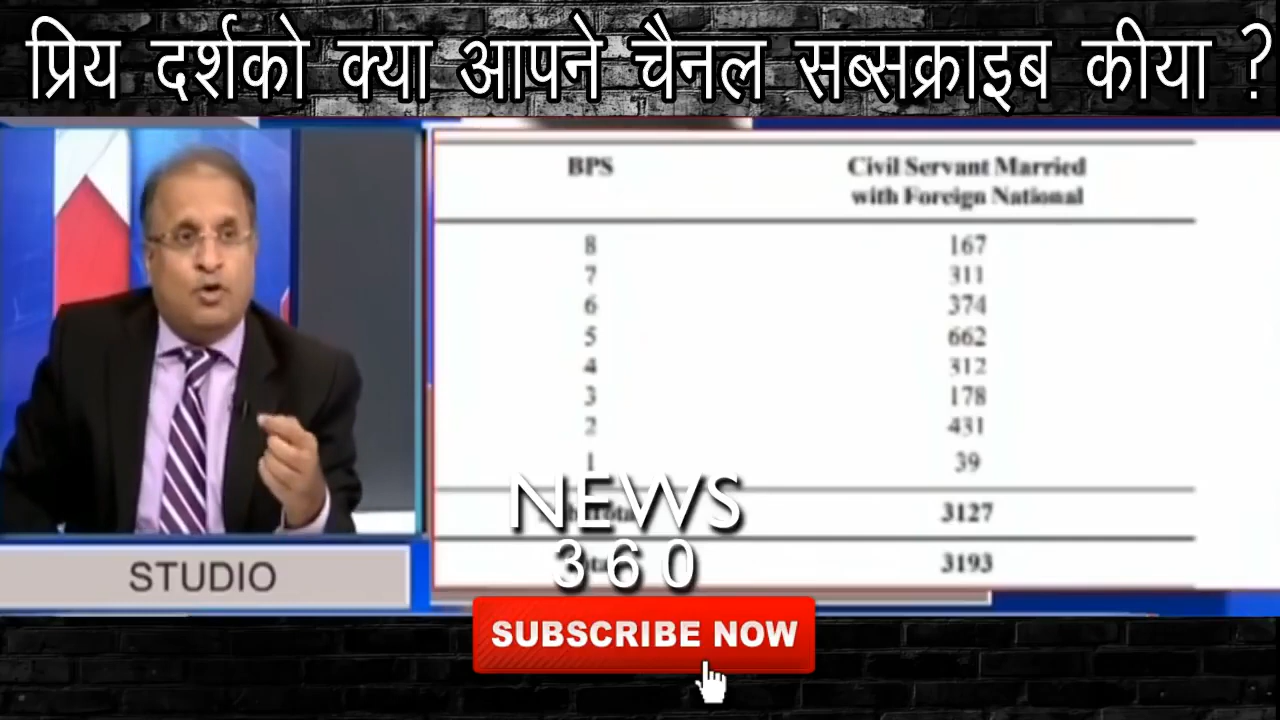 प्रिय दर्शको क्या आपने चैनल सब्सक्राइब कीया ?
BPS Civil Servant Married
with Foreign National
8 167
7 311
6 374
5 662
4 312
3 178
2 431
1 39
3127
3193
NEWS
360
STUDIO
SUBSCRIBE NOW